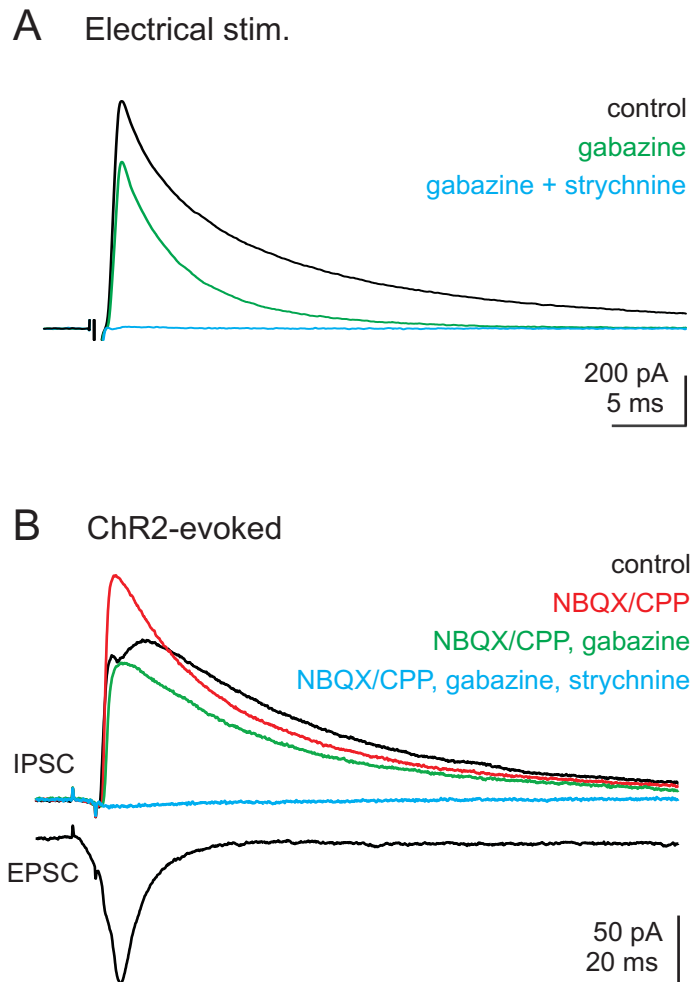 A Electrical stim.
control
gabazine
gabazine + strychnine
200 pA
5 ms
B ChR2-evoked
control
NBQX/CPP
NBQX/CPP, gabazine
NBQX/CPP, gabazine, strychnine
IPSC
EPSC
50 pA
20 ms